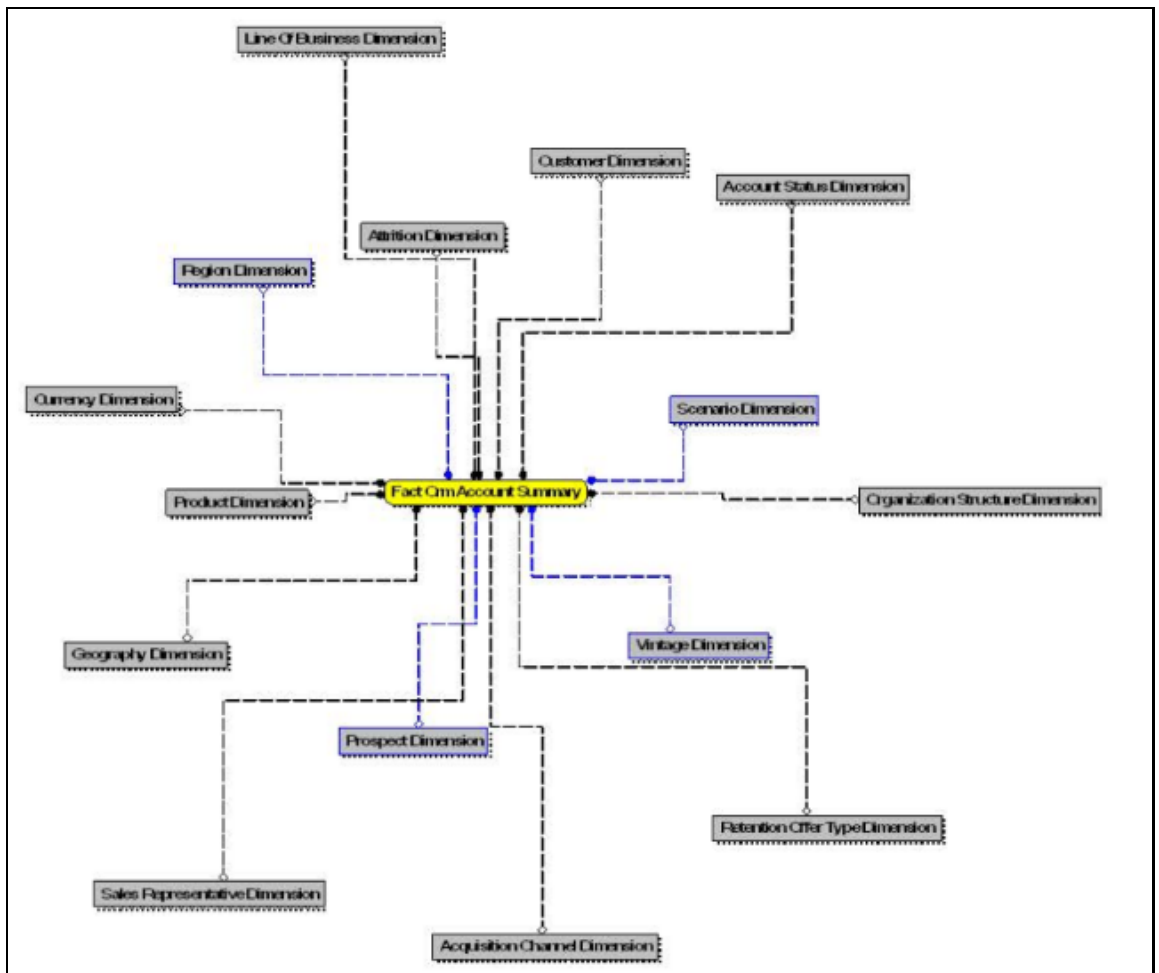 Line Of Business Dimension
Customer Dimension
Account Status Dimension
Attrition Dimension
Region Dimension
Currency Dimension
Scenario Dimension
Fact Crm Account Summary
Product Dimension
Organization Structure Dimension
Geography Dimension
Vintage Dimension
Prospect Dimension
Retention Offer Type Dimension
Sales Representative Dimension
Acquisition Channel Dimension